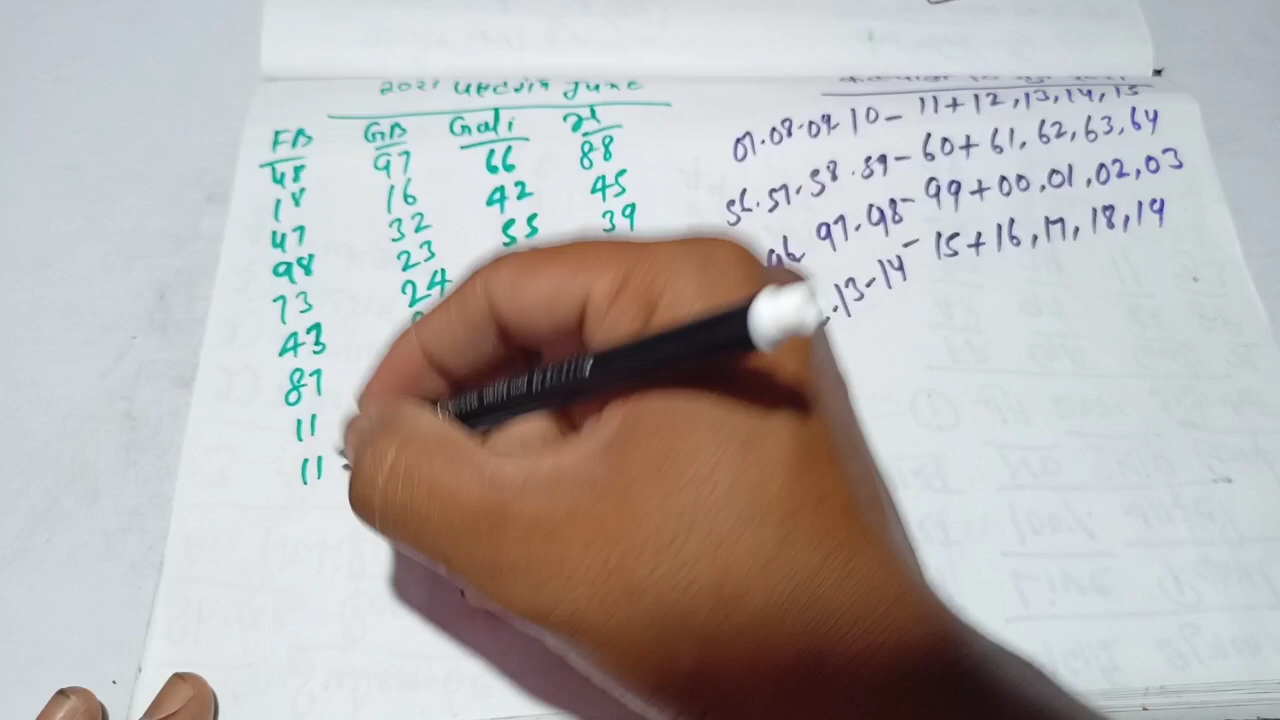 2021 June
FB GB Gali
48 97 66 88
18 16 42 45
47 32 55 39
98 23
73 24
43
87
11
11
07.08.09.10- 11+12,13,14,15
56.57.58.59- 60+61,62,63,64
96 97.98- 99+00,01,02,03
.13-14- 15+16,17,18,19